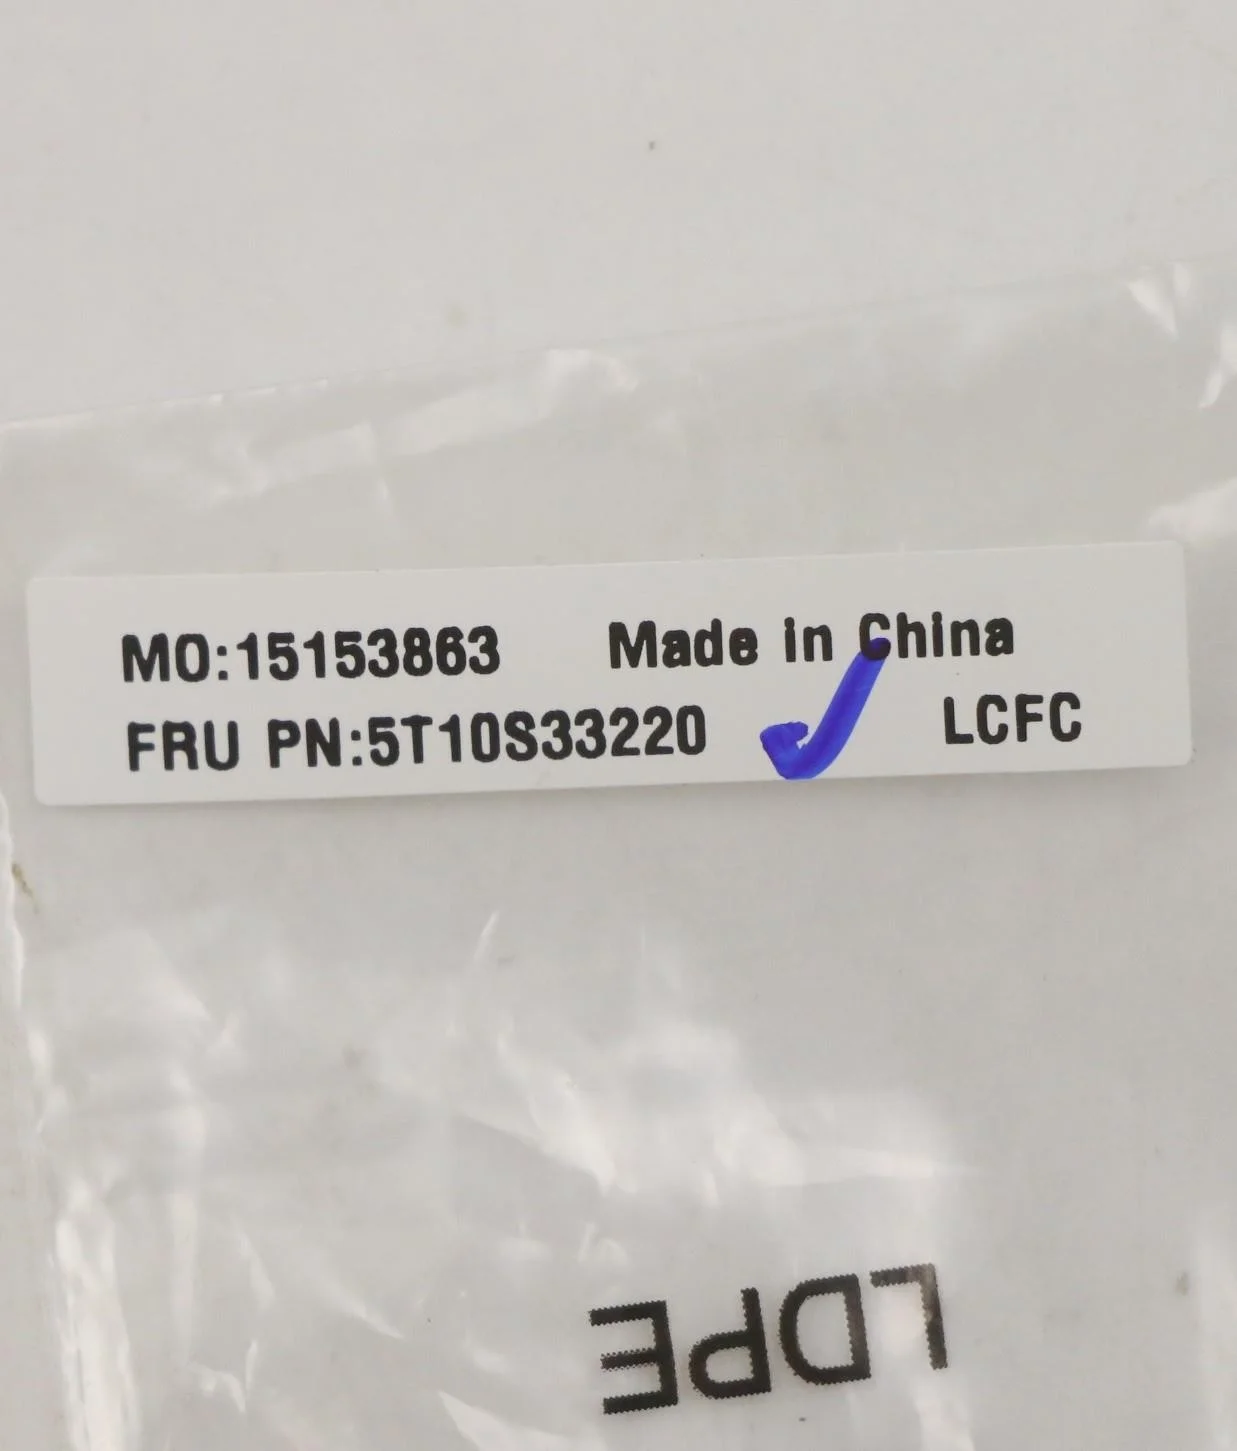 MO:15153863 Made in China
FRU PN:5T10S33220 LCFC
LDPE